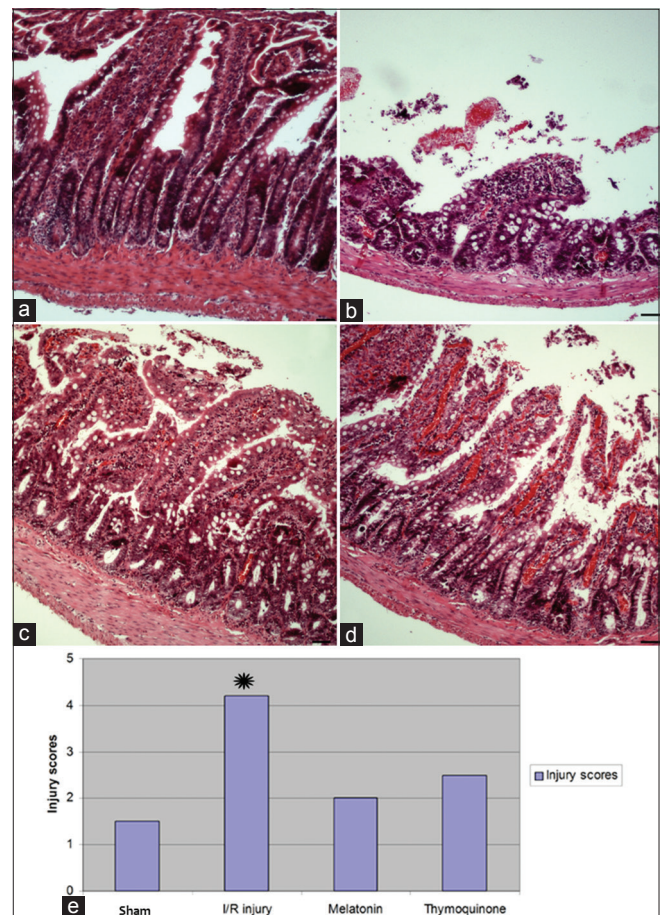 a
b
c
d
5
4
3
2
1
0
Injury scores
Injury scores
Sham
I/R injury
Melatonin
Thymoquinone
e